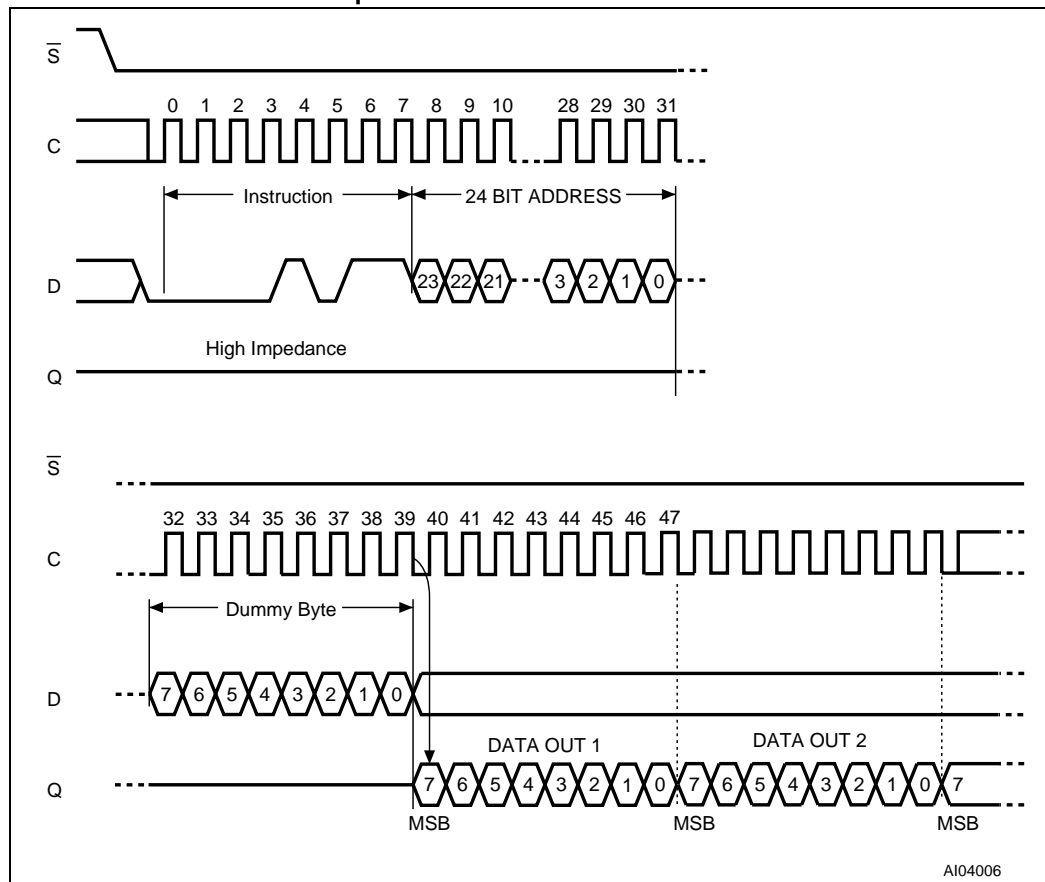 S̅
0 1 2 3 4 5 6 7 8 9 10 28 29 30 31
C
Instruction 24 BIT ADDRESS
D 23 22 21 3 2 1 0
High Impedance
Q
S̅
32 33 34 35 36 37 38 39 40 41 42 43 44 45 46 47
C
Dummy Byte
D 7 6 5 4 3 2 1 0
DATA OUT 1 DATA OUT 2
Q 7 6 5 4 3 2 1 0 7 6 5 4 3 2 1 0 7
MSB MSB MSB
AI04006